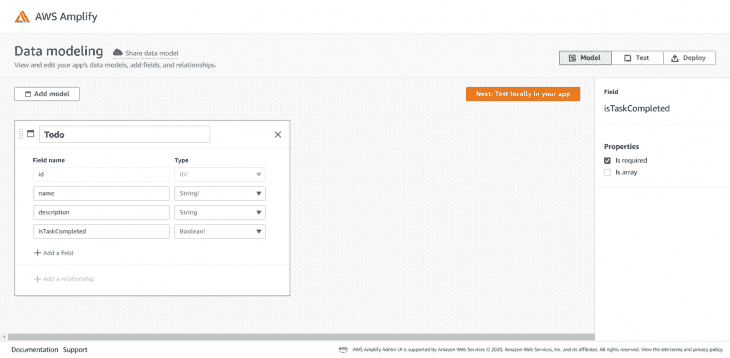 AWS Amplify
Data modeling
Share data model
View and edit your app's data models, add fields, and relationships.
Model
Test
Deploy
Add model
Next: Test locally in your app
Field
isTaskCompleted
Properties
Is required
Is array
Todo
Field name Type
id ID!
name String!
description String
isTaskCompleted Boolean!
Add a field
Add a relationship
Documentation Support
aws AWS Amplify Admin UI is supported by Amazon Web Services © 2020, Amazon Web Services, Inc. and its affiliates. All rights reserved. View the site terms and privacy policy